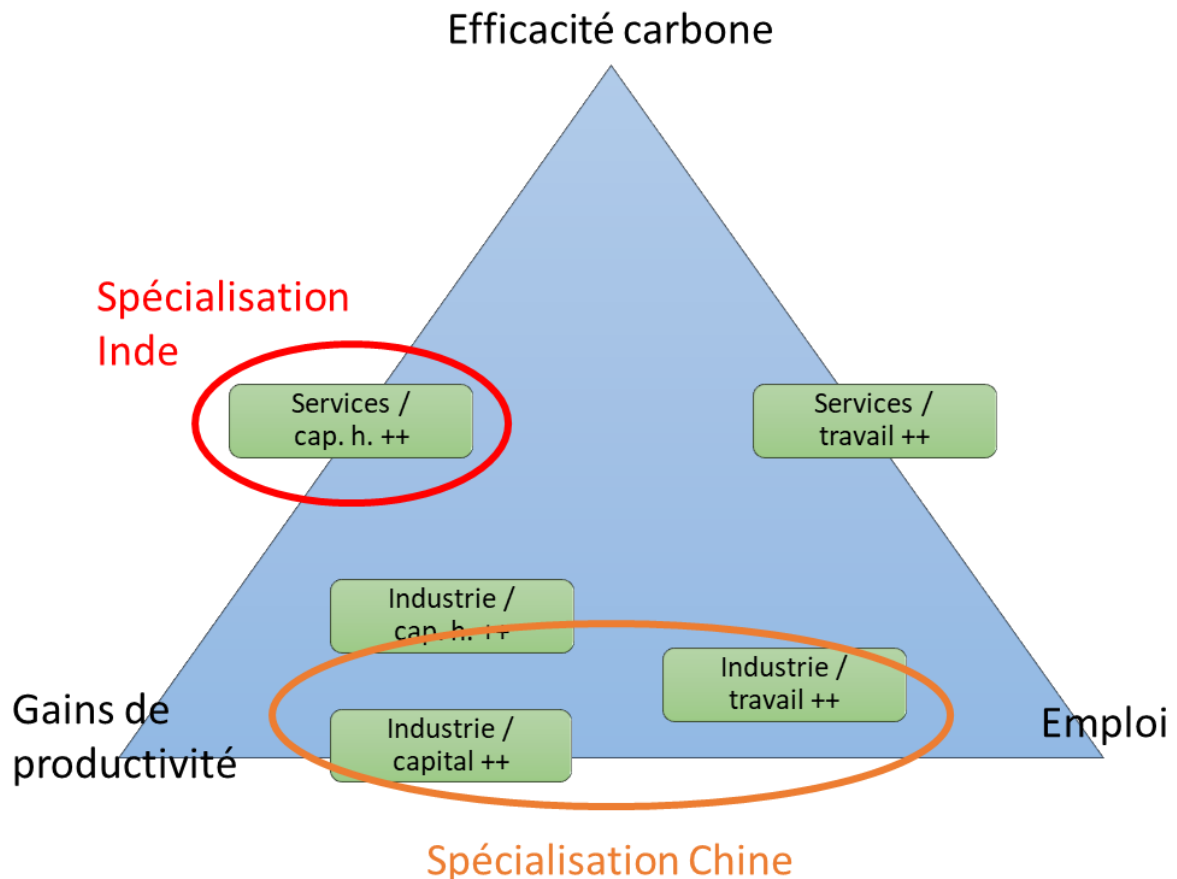 Efficacité carbone
Spécialisation
Inde
Services /
cap. h. ++
Services /
travail ++
Industrie /
cap. h. ++
Industrie /
travail ++
Gains de
productivité
Industrie /
capital ++
Emploi
Spécialisation Chine